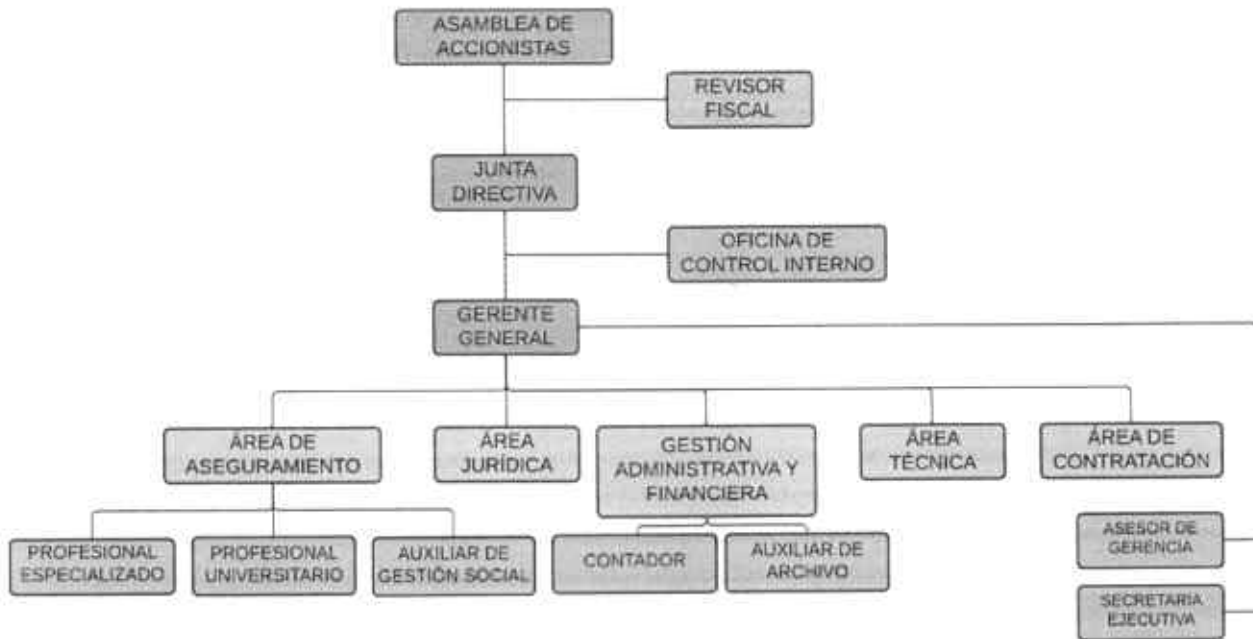 ASAMBLEA DE
ACCIONISTAS
REVISOR
FISCAL
JUNTA
DIRECTIVA
OFICINA DE
CONTROL INTERNO
GERENTE
GENERAL
ÁREA DE
ASEGURAMIENTO
ÁREA
JURÍDICA
GESTIÓN
ADMINISTRATIVA Y
FINANCIERA
ÁREA
TÉCNICA
ÁREA DE
CONTRATACIÓN
PROFESIONAL
ESPECIALIZADO
PROFESIONAL
UNIVERSITARIO
AUXILIAR DE
GESTIÓN SOCIAL
CONTADOR
AUXILIAR DE
ARCHIVO
ASESOR DE
GERENCIA
SECRETARIA
EJECUTIVA